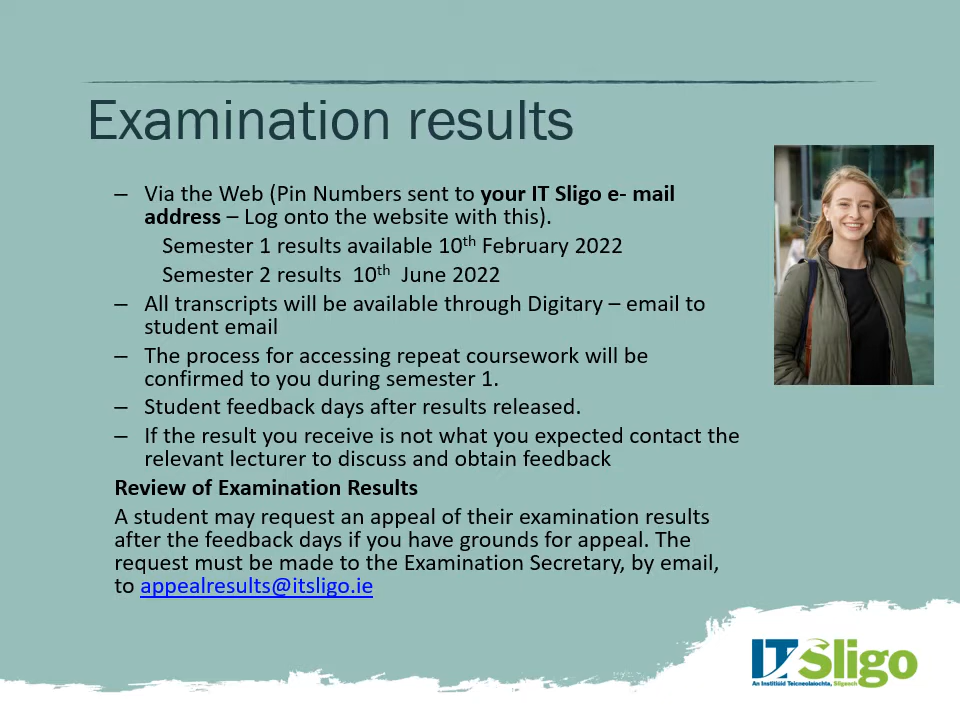 Examination results
– Via the Web (Pin Numbers sent to your IT Sligo e- mail
address – Log onto the website with this).
Semester 1 results available 10th February 2022
Semester 2 results 10th June 2022
– All transcripts will be available through Digitary – email to
student email
– The process for accessing repeat coursework will be
confirmed to you during semester 1.
– Student feedback days after results released.
– If the result you receive is not what you expected contact the
relevant lecturer to discuss and obtain feedback
Review of Examination Results
A student may request an appeal of their examination results
after the feedback days if you have grounds for appeal. The
request must be made to the Examination Secretary, by email,
to appealresults@itsligo.ie
IT Sligo
An Institiúid Teicneolaíochta, Sligeach